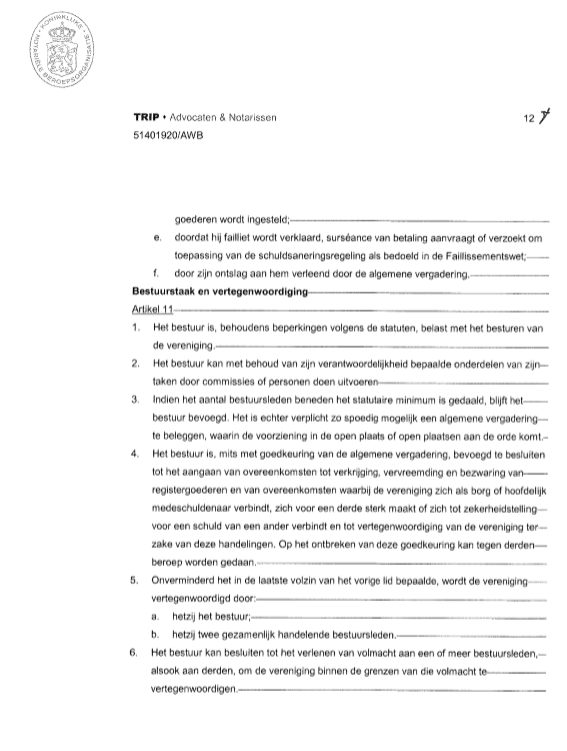 KONINKLIJKE NOTARIËLE BEROEPSORGANISATIE
TRIP • Advocaten & Notarissen
12
51401920/AWB
goederen wordt ingesteld;
e. doordat hij failliet wordt verklaard, surséance van betaling aanvraagt of verzoekt om
toepassing van de schuldsaneringsregeling als bedoeld in de Faillissementswet;
f. door zijn ontslag aan hem verleend door de algemene vergadering.
Bestuurstaak en vertegenwoordiging
Artikel 11
1. Het bestuur is, behoudens beperkingen volgens de statuten, belast met het besturen van
de vereniging.
2. Het bestuur kan met behoud van zijn verantwoordelijkheid bepaalde onderdelen van zijn
taken door commissies of personen doen uitvoeren
3. Indien het aantal bestuursleden beneden het statutaire minimum is gedaald, blijft het
bestuur bevoegd. Het is echter verplicht zo spoedig mogelijk een algemene vergadering
te beleggen, waarin de voorziening in de open plaats of open plaatsen aan de orde komt.
4. Het bestuur is, mits met goedkeuring van de algemene vergadering, bevoegd te besluiten
tot het aangaan van overeenkomsten tot verkrijging, vervreemding en bezwaring van
registergoederen en van overeenkomsten waarbij de vereniging zich als borg of hoofdelijk
medeschuldenaar verbindt, zich voor een derde sterk maakt of zich tot zekerheidstelling
voor een schuld van een ander verbindt en tot vertegenwoordiging van de vereniging ter
zake van deze handelingen. Op het ontbreken van deze goedkeuring kan tegen derden
beroep worden gedaan.
5. Onverminderd het in de laatste volzin van het vorige lid bepaalde, wordt de vereniging
vertegenwoordigd door:
a. hetzij het bestuur;
b. hetzij twee gezamenlijk handelende bestuursleden.
6. Het bestuur kan besluiten tot het verlenen van volmacht aan een of meer bestuursleden,
alsook aan derden, om de vereniging binnen de grenzen van die volmacht te
vertegenwoordigen.